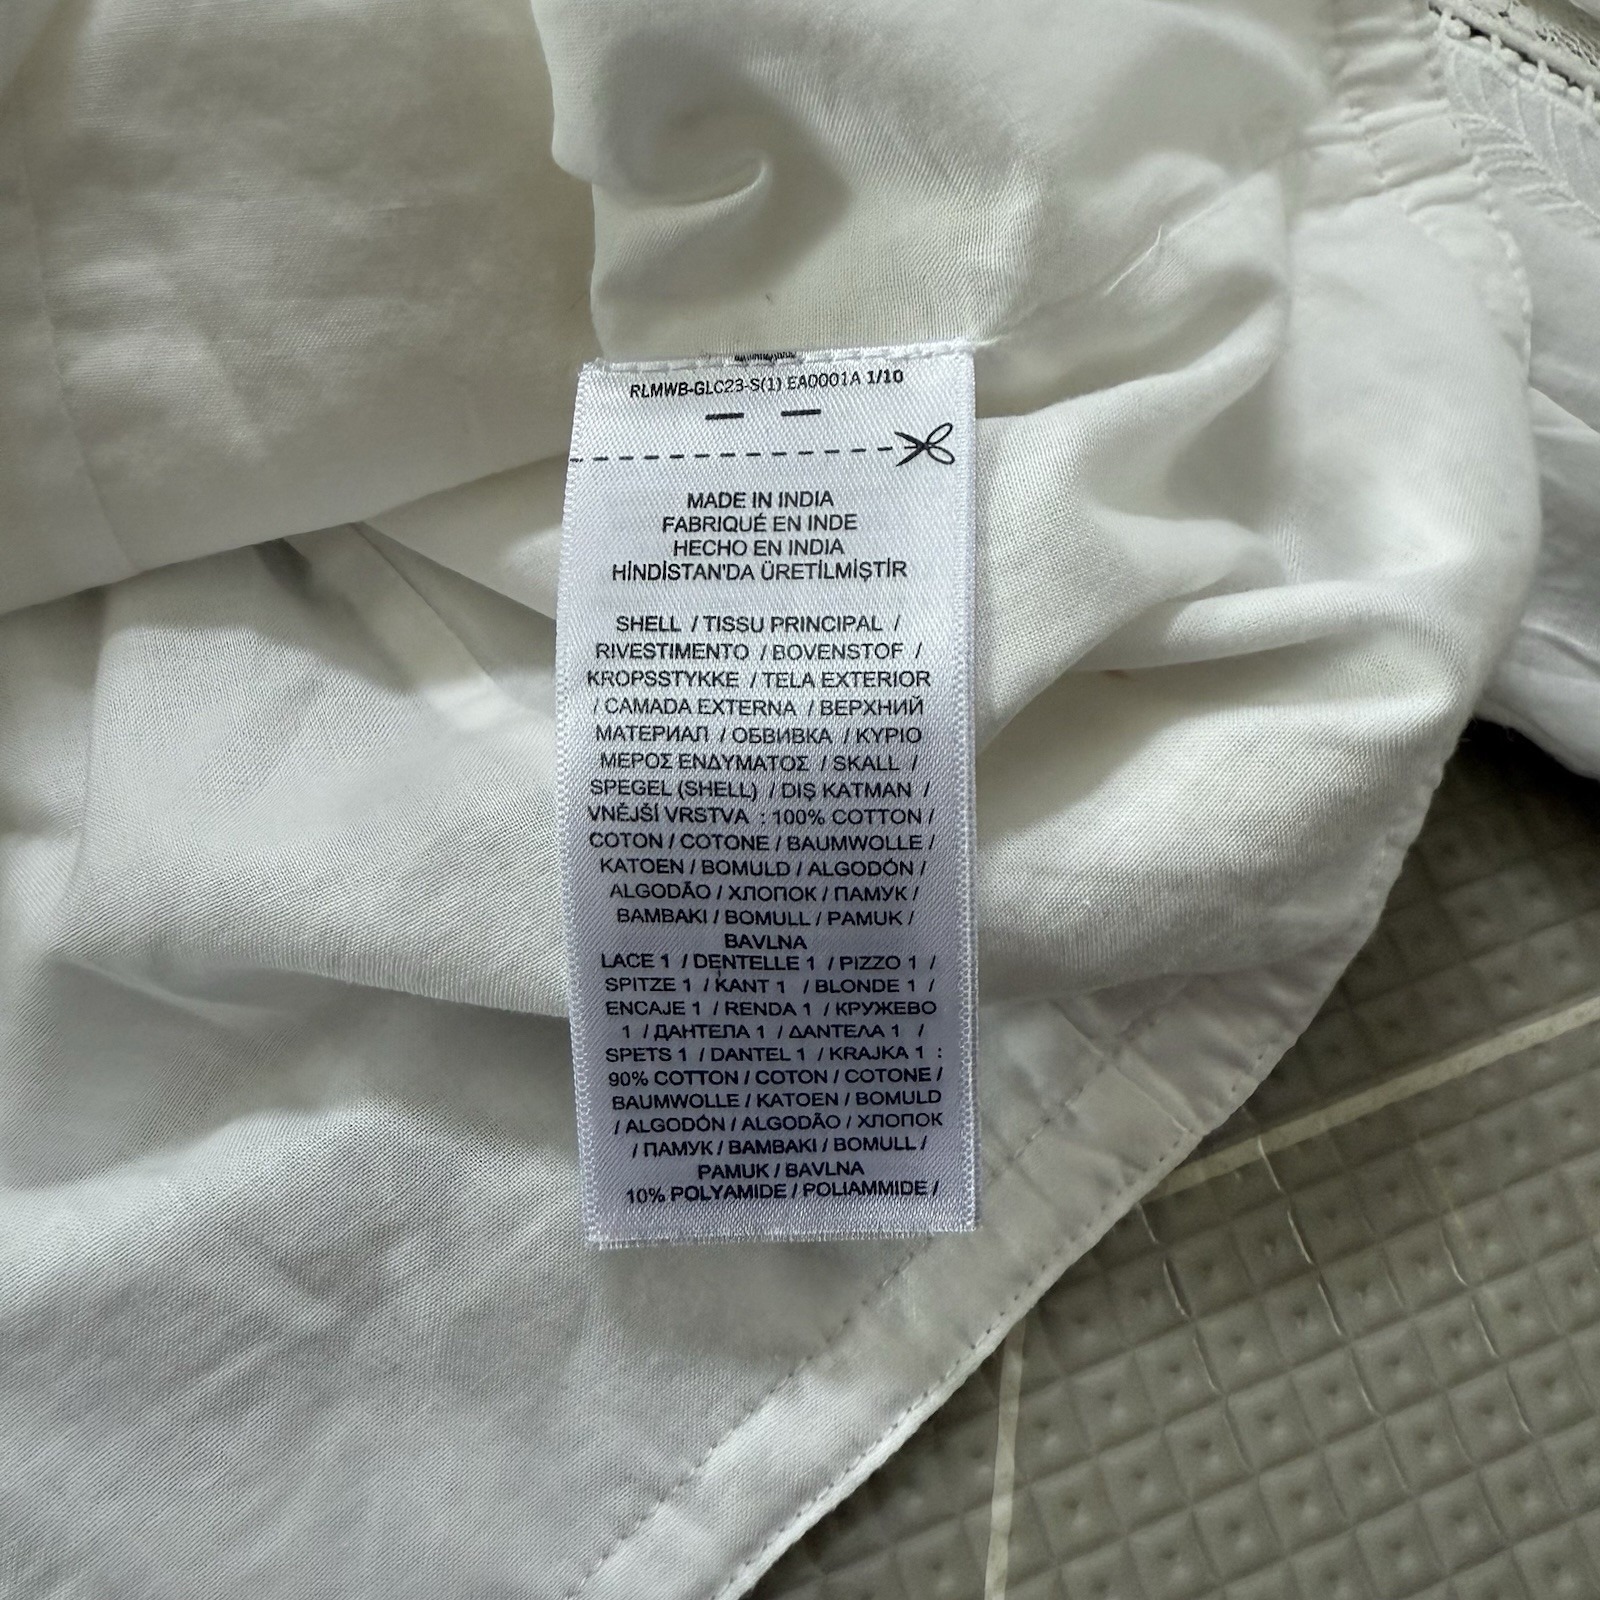 RLMWB-GLC23-S(1) EA0001A 1/10
MADE IN INDIA
FABRIQUÉ EN INDE
HECHO EN INDIA
HİNDİSTAN'DA ÜRETİLMİŞTİR
SHELL / TISSU PRINCIPAL /
RIVESTIMENTO / BOVENSTOF /
KROPSSTYKKE / TELA EXTERIOR
/ CAMADA EXTERNA / ВЕРХНИЙ
МАТЕРИАЛ / ОБВИВКА / ΚΥΡΙΟ
ΜΕΡΟΣ ΕΝΔΥΜΑΤΟΣ / SKALL /
SPEGEL (SHELL) / DIŞ KATMAN /
VNĚJŠÍ VRSTVA : 100% COTTON /
COTON / COTONE / BAUMWOLLE /
KATOEN / BOMULD / ALGODÓN /
ALGODÃO / ХЛОПОК / ПАМУК /
ΒΑΜΒΑΚΙ / BOMULL / PAMUK /
BAVLNA
LACE 1 / DENTELLE 1 / PIZZO 1 /
SPITZE 1 / KANT 1 / BLONDE 1 /
ENCAJE 1 / RENDA 1 / КРУЖЕВО
1 / ДАНТЕЛА 1 / ΔΑΝΤΕΛΑ 1 /
SPETS 1 / DANTEL 1 / KRAJKA 1 :
90% COTTON / COTON / COTONE /
BAUMWOLLE / KATOEN / BOMULD
/ ALGODÓN / ALGODÃO / ХЛОПОК
/ ПАМУК / ΒΑΜΒΑΚΙ / BOMULL /
PAMUK / BAVLNA
10% POLYAMIDE / POLIAMMIDE /